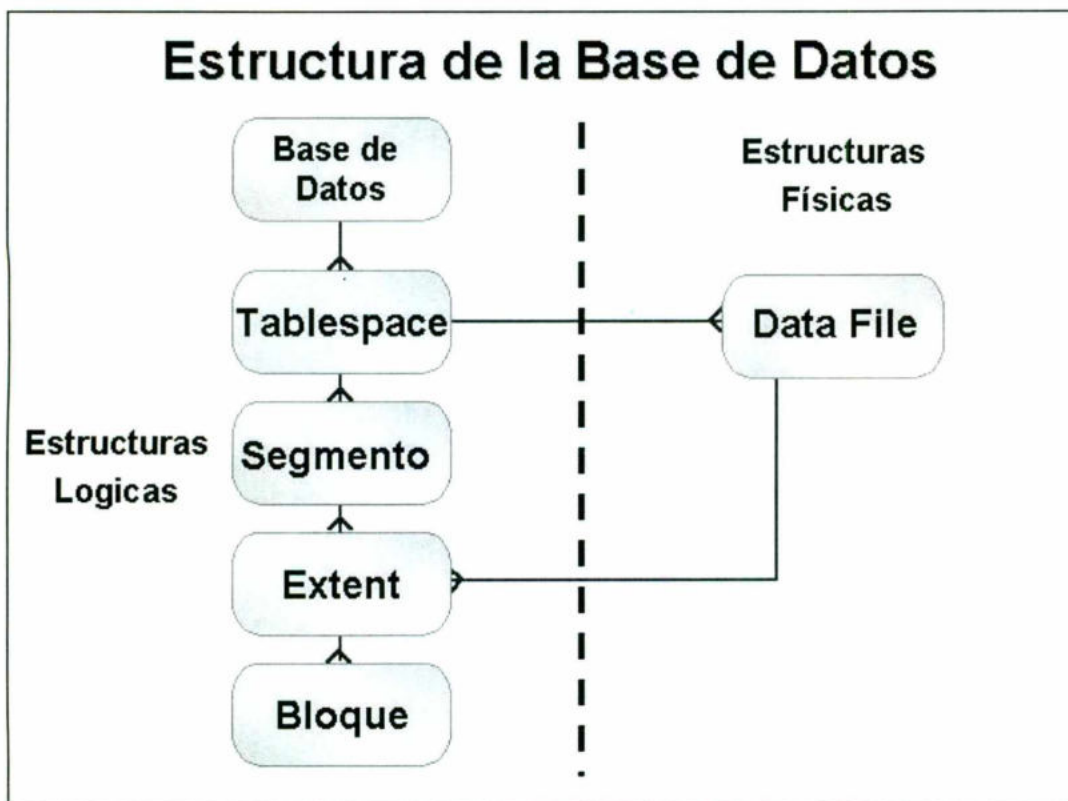 Estructura de la Base de Datos
Base de
Datos
Estructuras
Físicas
Tablespace
Data File
Estructuras
Logicas
Segmento
Extent
Bloque